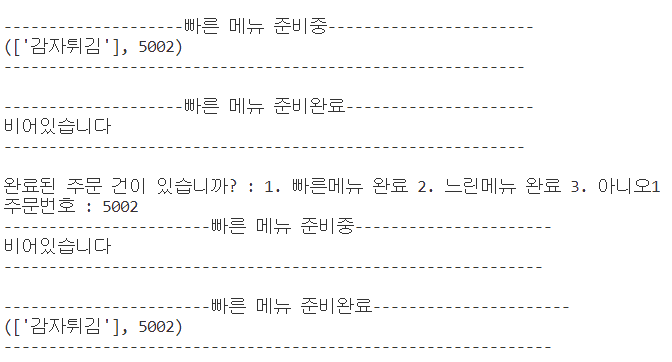 --------------------빠른 메뉴 준비중-----------------------
(['감자튀김'], 5002)
----------------------------------------------------------
--------------------빠른 메뉴 준비완료---------------------
비어있습니다
----------------------------------------------------------
완료된 주문 건이 있습니까? : 1. 빠른메뉴 완료 2. 느린메뉴 완료 3. 아니오1
주문번호 : 5002
-----------------------빠른 메뉴 준비중----------------------
비어있습니다
------------------------------------------------------------
-----------------------빠른 메뉴 준비완료----------------------
(['감자튀김'], 5002)
-------------------------------------------------------------